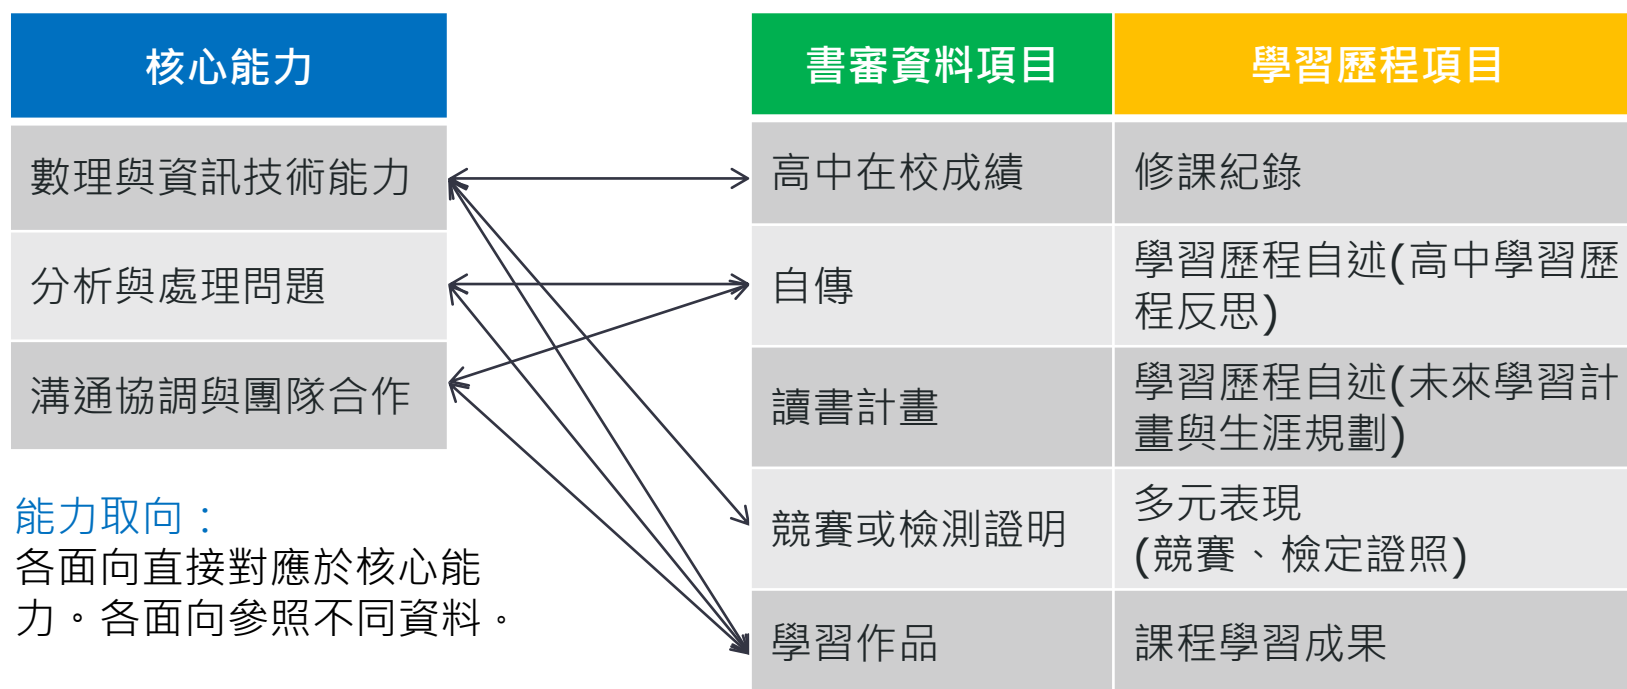 核心能力
數理與資訊技術能力
分析與處理問題
溝通協調與團隊合作
能力取向：
各面向直接對應於核心能
力。各面向參照不同資料。
書審資料項目
學習歷程項目
高中在校成績
修課紀錄
自傳
學習歷程自述(高中學習歷
程反思)
讀書計畫
學習歷程自述(未來學習計
畫與生涯規劃)
競賽或檢測證明
多元表現
(競賽、檢定證照)
學習作品
課程學習成果